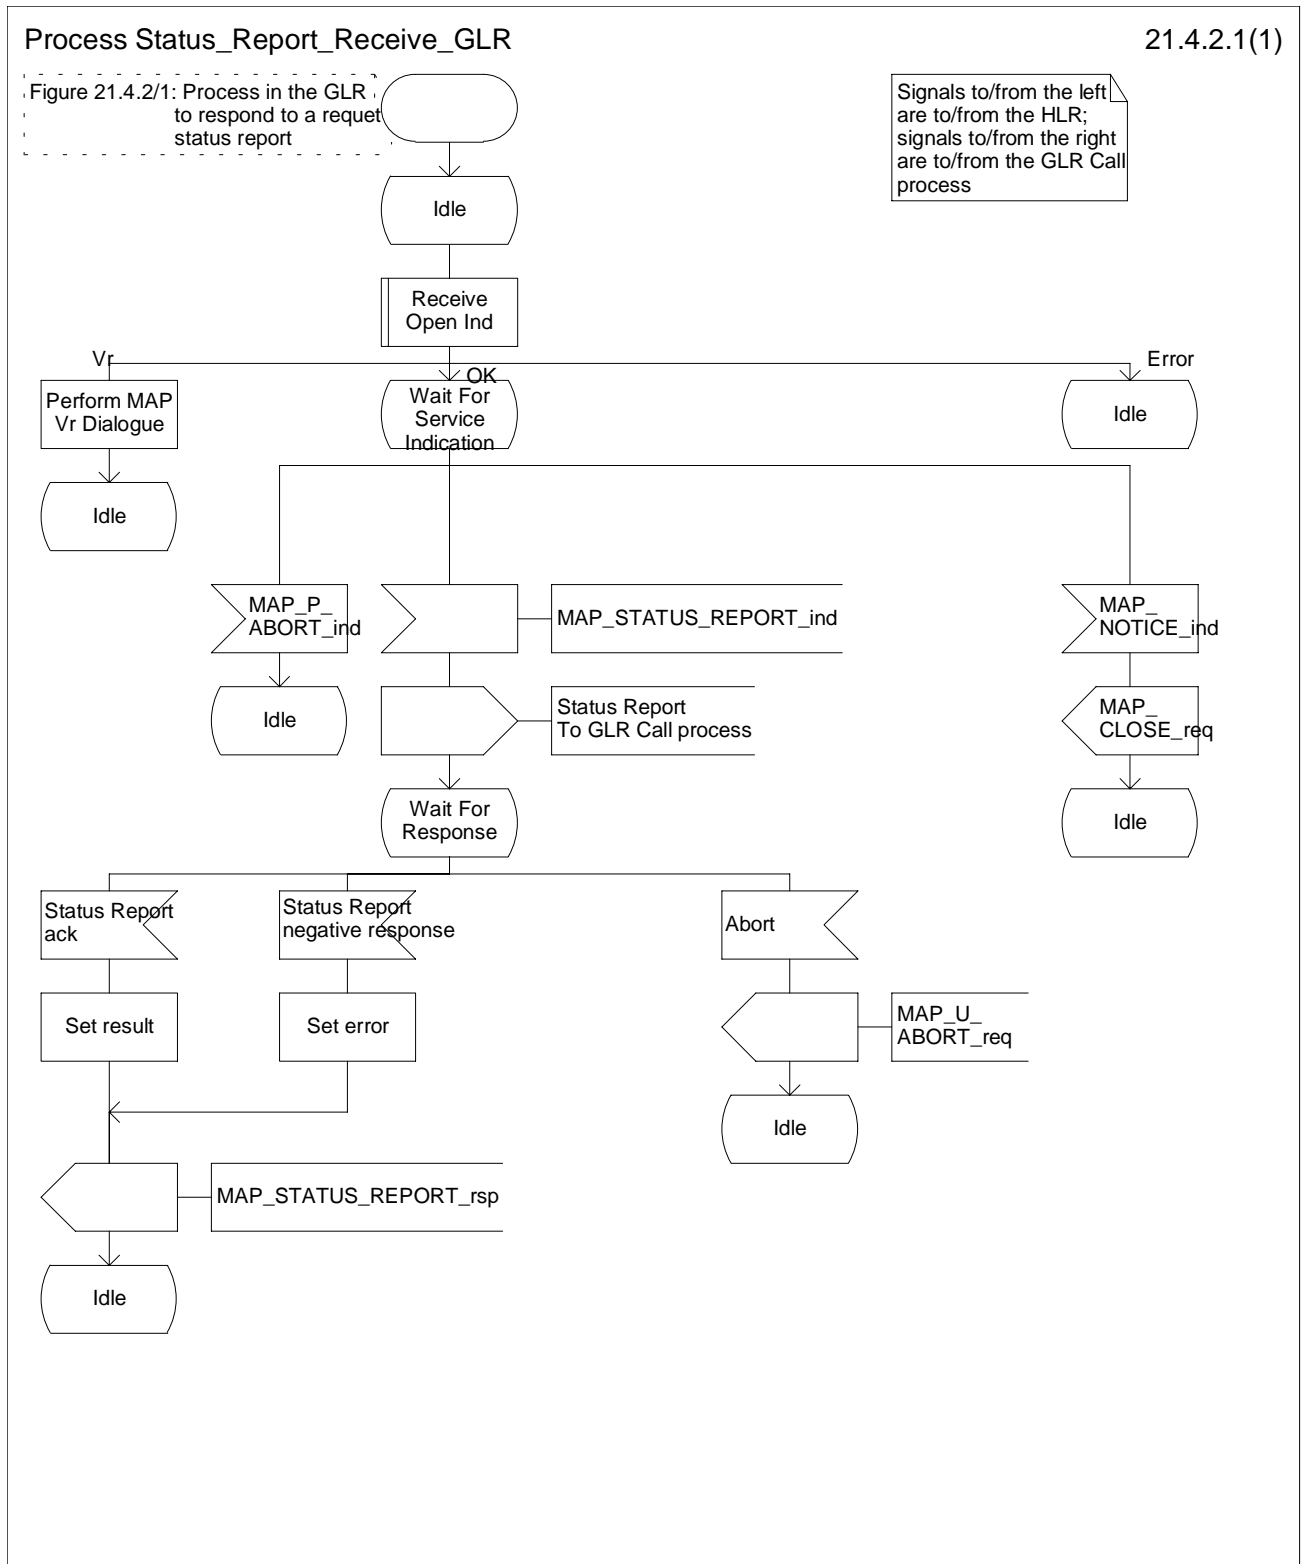 Process Status_Report_Receive_GLR
21.4.2.1(1)
Figure 21.4.2/1: Process in the GLR
to respond to a requet
status report
Signals to/from the left
are to/from the HLR;
signals to/from the right
are to/from the GLR Call
process
Idle
Receive
Open Ind
Vr
OK
Error
Perform MAP
Vr Dialogue
Wait For
Service
Indication
Idle
Idle
MAP_P_
ABORT_ind
MAP_STATUS_REPORT_ind
MAP_
NOTICE_ind
Idle
Status Report
To GLR Call process
MAP_
CLOSE_req
Wait For
Response
Idle
Status Report
ack
Status Report
negative response
Abort
Set result
Set error
MAP_U_
ABORT_req
Idle
MAP_STATUS_REPORT_rsp
Idle